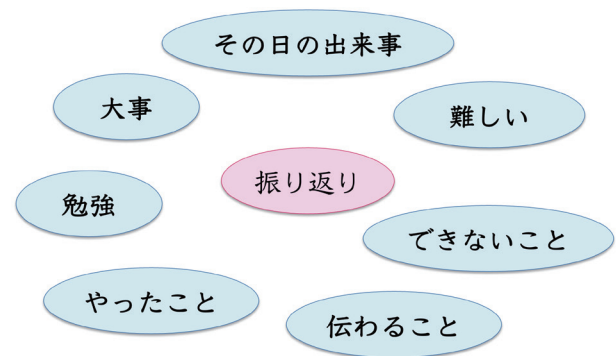 その日の出来事
大事
難しい
振り返り
勉強
できないこと
やったこと
伝わること